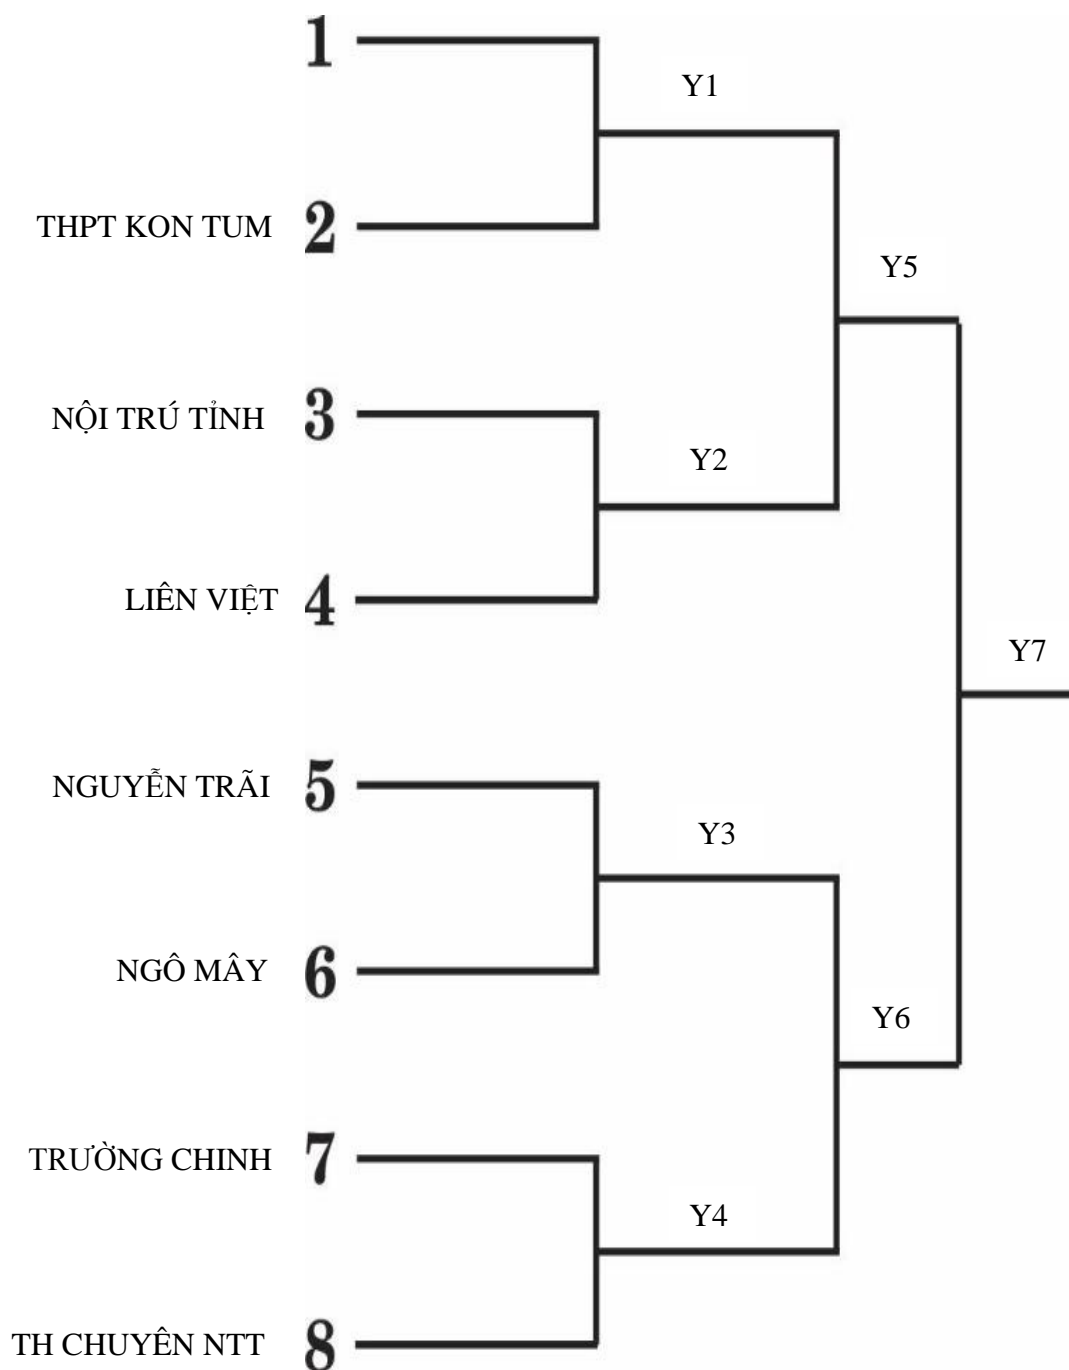 1
Y1
THPT KON TUM 2
Y5
NỘI TRÚ TỈNH 3
Y2
LIÊN VIỆT 4
Y7
NGUYỄN TRÃI 5
Y3
NGÔ MÂY 6
Y6
TRƯỜNG CHINH 7
Y4
TH CHUYÊN NTT 8